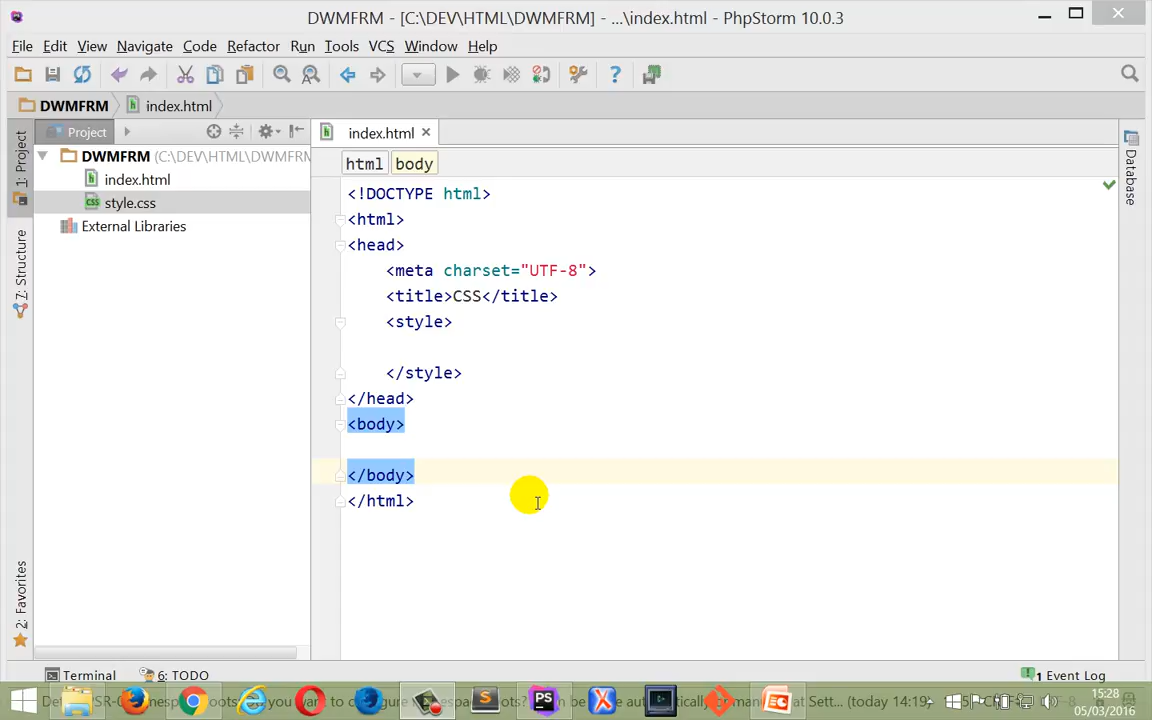 DWMFRM - [C:\DEV\HTML\DWMFRM] - ...\index.html - PhpStorm 10.0.3
File Edit View Navigate Code Refactor Run Tools VCS Window Help
DWMFRM index.html
1: Project
Project
index.html
DWMFRM (C:\DEV\HTML\DWMFRM
index.html
style.css
External Libraries
html body
<!DOCTYPE html>
<html>
<head>
<meta charset="UTF-8">
<title>CSS</title>
<style>
</style>
</head>
<body>
</body>
</html>
Database
7: Structure
2: Favorites
Terminal 6: TODO
1 Event Log
15:28
05/03/2016